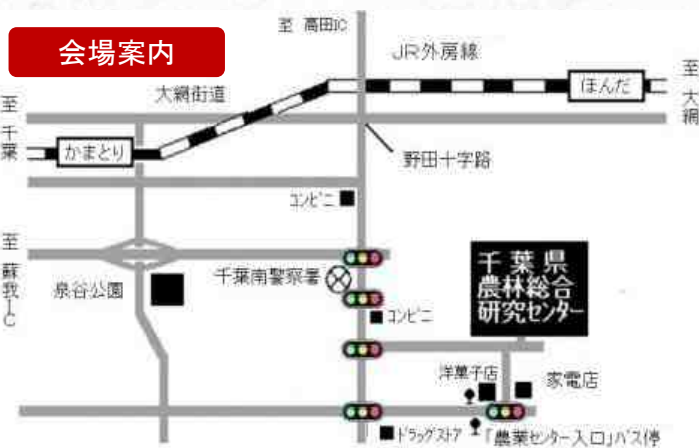 至 高田IC
会場案内
JR外房線
至大網
ほんだ
大網街道
至千葉
かまとり
野田十字路
コンビニ
至蘇我IC
泉谷公園
千葉南警察署
千葉県
農林総合
研究センター
コンビニ
洋菓子店
家電店
ドラッグストア
「農業センター入口」バス停